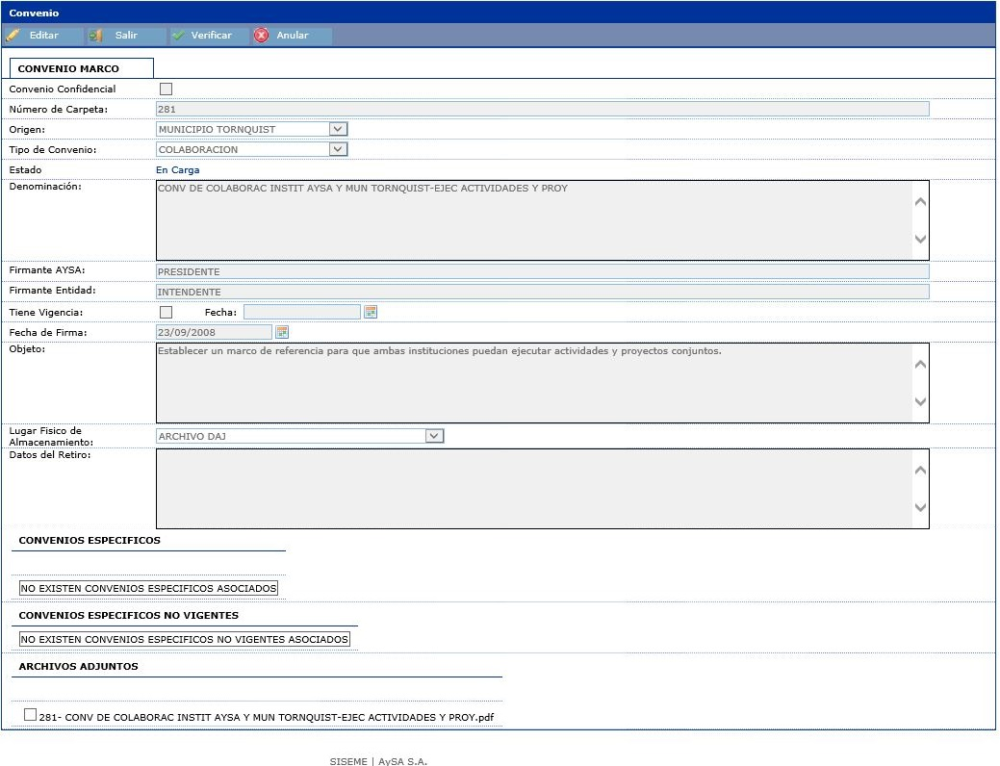 Convenio
Editar Salir Verificar Anular
CONVENIO MARCO
Convenio Confidencial
Número de Carpeta: 281
Origen: MUNICIPIO TORNQUIST
Tipo de Convenio: COLABORACION
Estado En Carga
Denominación: CONV DE COLABORAC INSTIT AYSA Y MUN TORNQUIST-EJEC ACTIVIDADES Y PROY
Firmante AYSA: PRESIDENTE
Firmante Entidad: INTENDENTE
Tiene Vigencia: Fecha:
Fecha de Firma: 23/09/2008
Objeto: Establecer un marco de referencia para que ambas instituciones puedan ejecutar actividades y proyectos conjuntos.
Lugar Fisico de
Almacenamiento: ARCHIVO DAJ
Datos del Retiro:
CONVENIOS ESPECIFICOS
NO EXISTEN CONVENIOS ESPECIFICOS ASOCIADOS
CONVENIOS ESPECIFICOS NO VIGENTES
NO EXISTEN CONVENIOS ESPECIFICOS NO VIGENTES ASOCIADOS
ARCHIVOS ADJUNTOS
281- CONV DE COLABORAC INSTIT AYSA Y MUN TORNQUIST-EJEC ACTIVIDADES Y PROY.pdf
SISEME | AySA S.A.